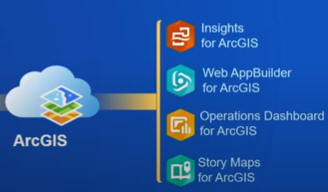 Insights
for ArcGIS
Web AppBuilder
for ArcGIS
Operations Dashboard
for ArcGIS
Story Maps
for ArcGIS
ArcGIS